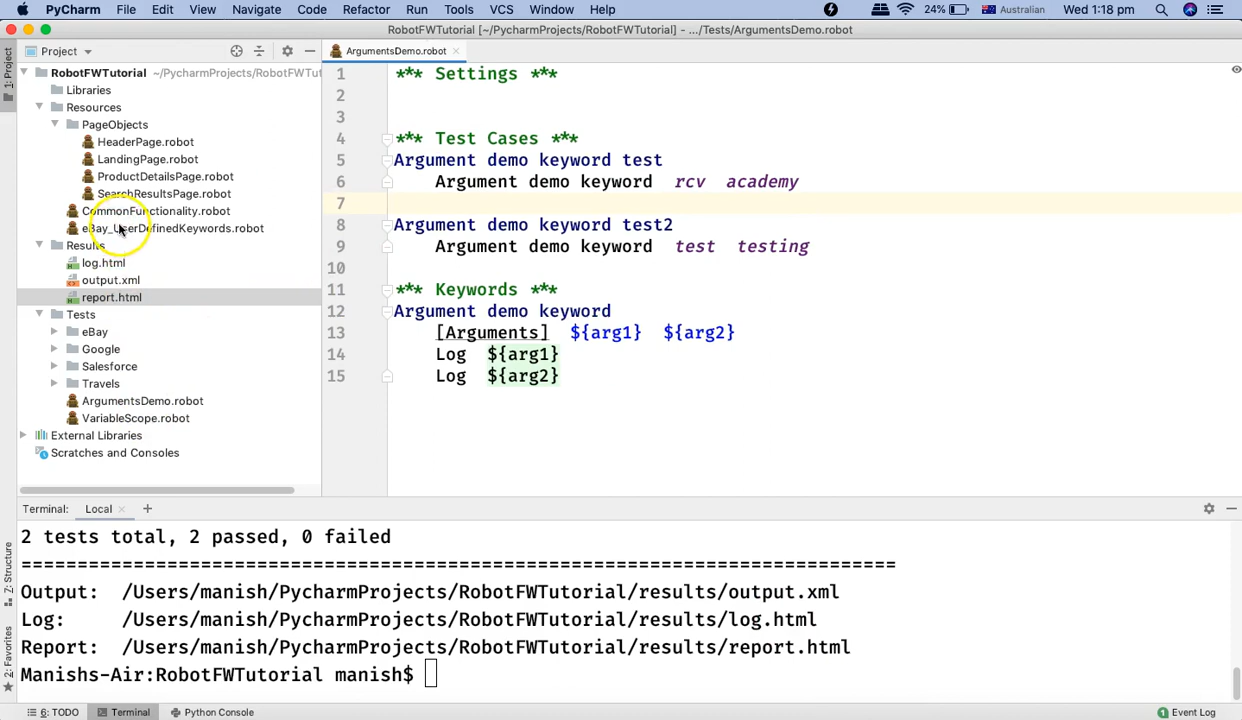 PyCharm File Edit View Navigate Code Refactor Run Tools VCS Window Help 24% Australian Wed 1:18 pm
RobotFWTutorial [~/PycharmProjects/RobotFWTutorial] - .../Tests/ArgumentsDemo.robot
Project
ArgumentsDemo.robot
1: Project
RobotFWTutorial ~/PycharmProjects/RobotFWTut
Libraries
Resources
PageObjects
HeaderPage.robot
LandingPage.robot
ProductDetailsPage.robot
SearchResultsPage.robot
CommonFunctionality.robot
eBay_UserDefinedKeywords.robot
Results
log.html
output.xml
report.html
Tests
eBay
Google
Salesforce
Travels
ArgumentsDemo.robot
VariableScope.robot
External Libraries
Scratches and Consoles
1 *** Settings ***
2
3
4 *** Test Cases ***
5 Argument demo keyword test
6 Argument demo keyword rcv academy
7
8 Argument demo keyword test2
9 Argument demo keyword test testing
10
11 *** Keywords ***
12 Argument demo keyword
13 [Arguments] ${arg1} ${arg2}
14 Log ${arg1}
15 Log ${arg2}
Terminal: Local
2 tests total, 2 passed, 0 failed
==============================================================================
Output: /Users/manish/PycharmProjects/RobotFWTutorial/results/output.xml
Log: /Users/manish/PycharmProjects/RobotFWTutorial/results/log.html
Report: /Users/manish/PycharmProjects/RobotFWTutorial/results/report.html
Manishs-Air:RobotFWTutorial manish$
Z: Structure
2: Favorites
6: TODO Terminal Python Console 1 Event Log